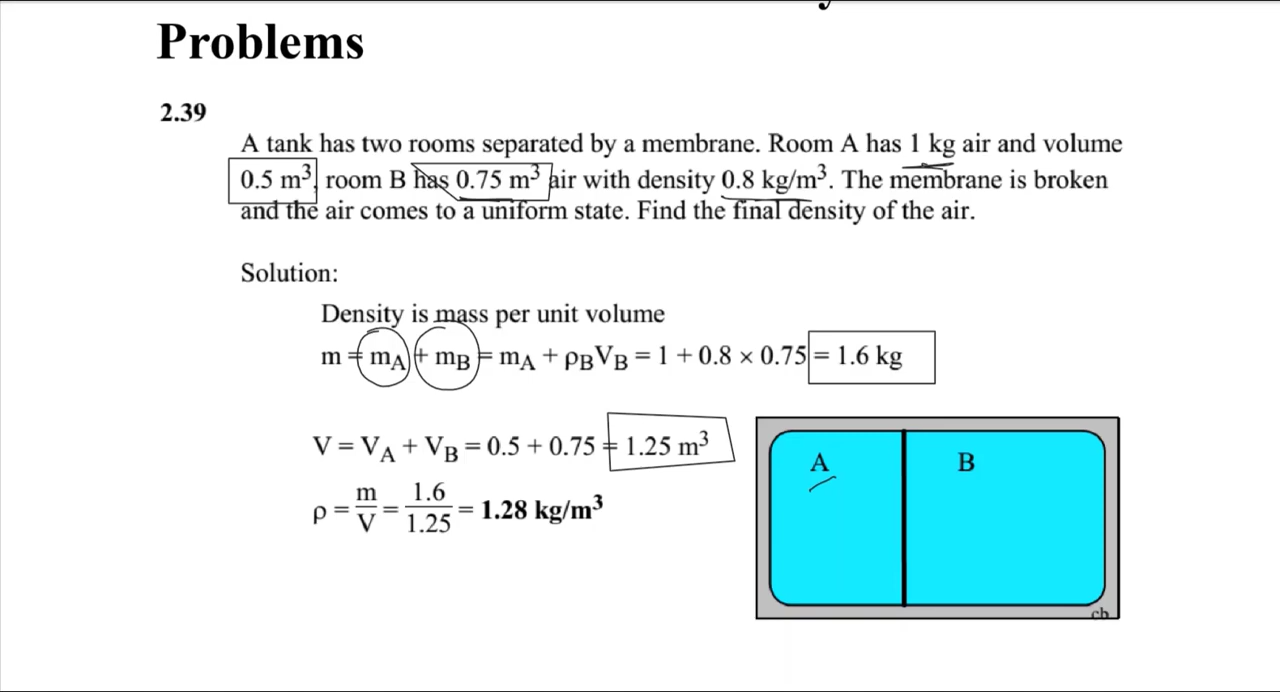 Problems
2.39
A tank has two rooms separated by a membrane. Room A has 1 kg air and volume
0.5 m³, room B has 0.75 m³ air with density 0.8 kg/m³. The membrane is broken
and the air comes to a uniform state. Find the final density of the air.
Solution:
Density is mass per unit volume
m = mA + mB = mA + ρBVB = 1 + 0.8 × 0.75 = 1.6 kg
V = VA + VB = 0.5 + 0.75 = 1.25 m³
ρ = m/V = 1.6/1.25 = 1.28 kg/m³
A B
cb